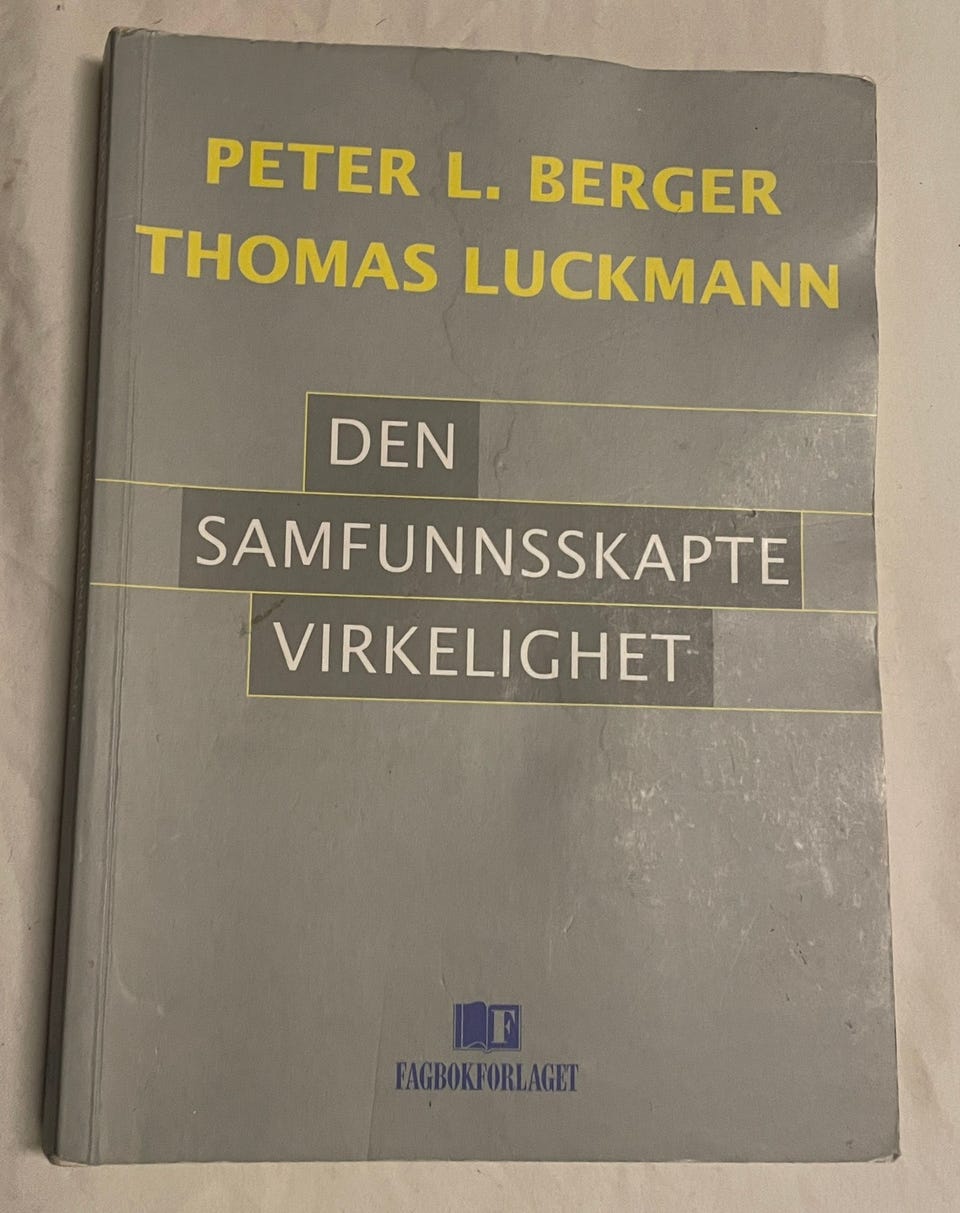 PETER L. BERGER
THOMAS LUCKMANN
DEN
SAMFUNNSSKAPTE
VIRKELIGHET
F
FAGBOKFORLAGET